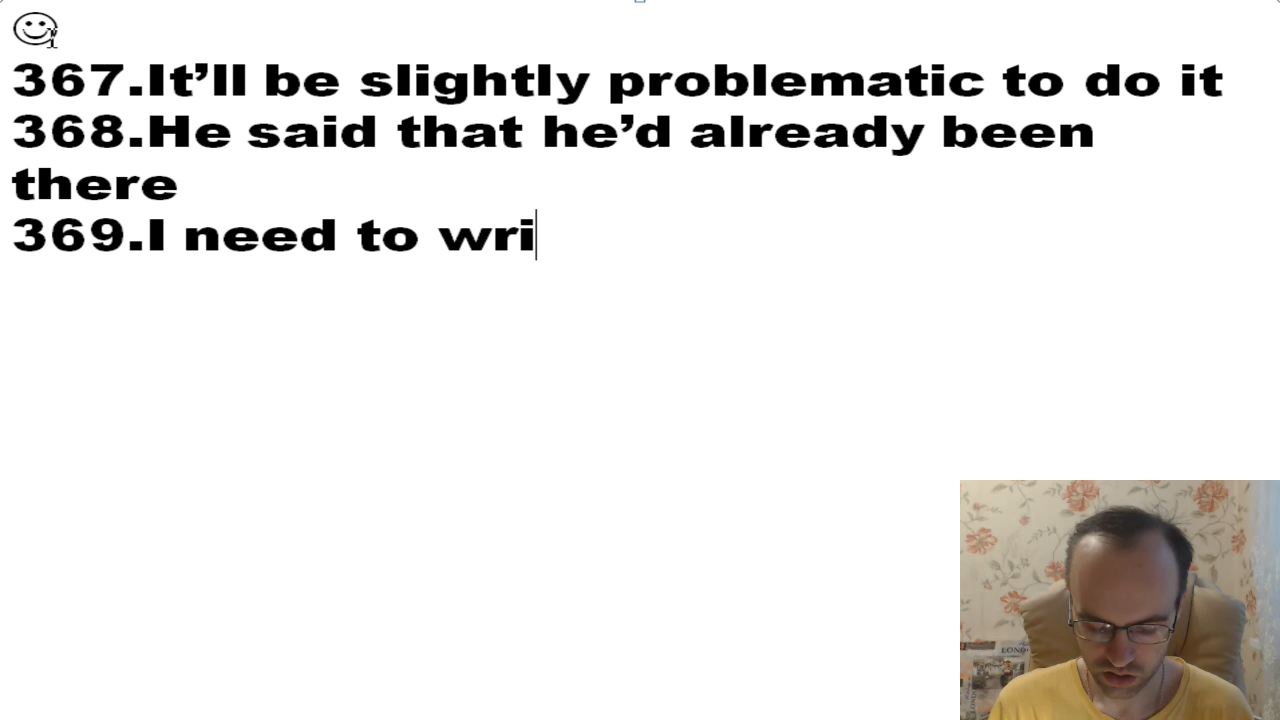 367.It’ll be slightly problematic to do it
368.He said that he’d already been
there
369.I need to wri
LOND